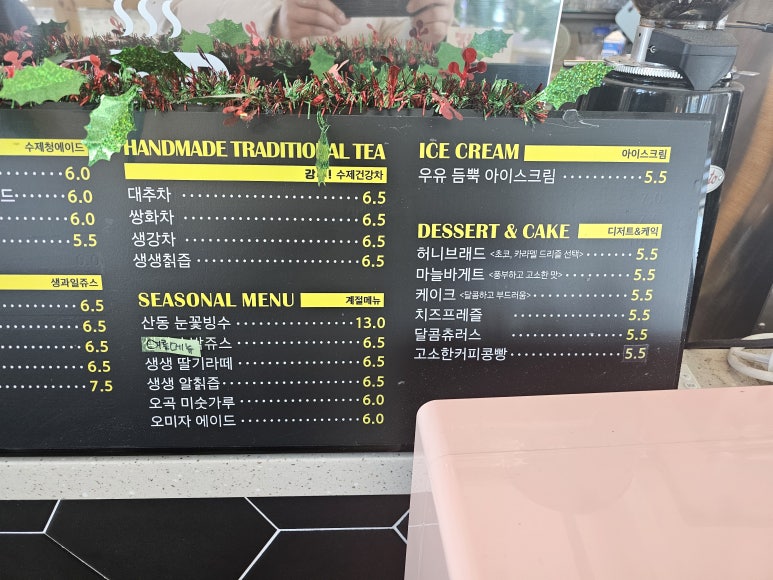 수제청에이드
6.0
드 6.0
6.0
5.5
생과일쥬스
6.5
6.5
6.5
6.5
7.5
HANDMADE TRADITIONAL TEA
수제건강차
대추차 6.5
쌍화차 6.5
생강차 6.5
생생칡즙 6.5
SEASONAL MENU 계절메뉴
산동 눈꽃빙수 13.0
쥬스 6.5
생생 딸기라떼 6.5
생생 알칡즙 6.5
오곡 미숫가루 6.0
오미자 에이드 6.0
ICE CREAM 아이스크림
우유 듬뿍 아이스크림 5.5
DESSERT & CAKE 디저트&케익
허니브래드 <초코, 카라멜 드리즐 선택> 5.5
마늘바게트 <풍부하고 고소한 맛> 5.5
케이크 <달콤하고 부드러움> 5.5
치즈프레즐 5.5
달콤츄러스 5.5
고소한커피콩빵 5.5